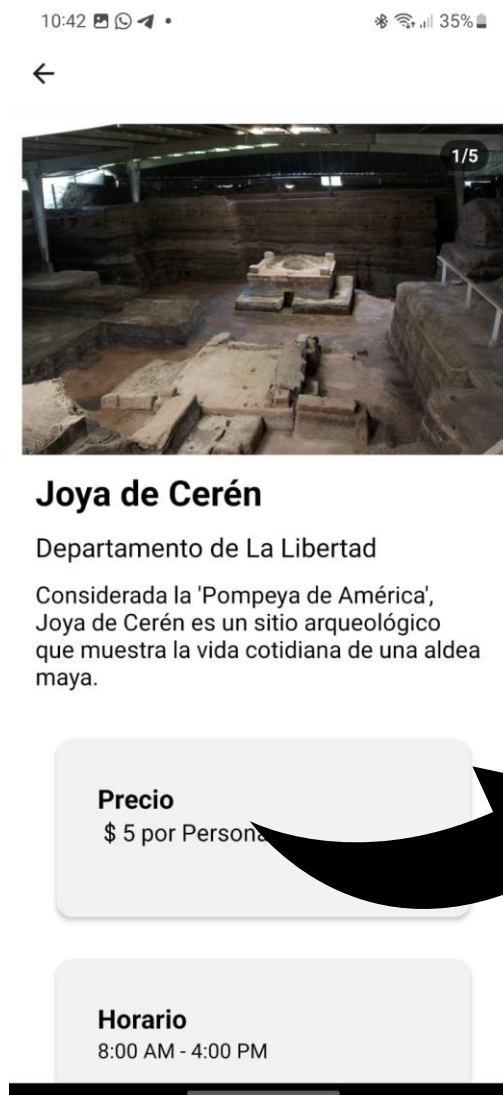 10:42
35%
1/5
Joya de Cerén
Departamento de La Libertad
Considerada la 'Pompeya de América',
Joya de Cerén es un sitio arqueológico
que muestra la vida cotidiana de una aldea
maya.
Precio
$ 5 por Persona
Horario
8:00 AM - 4:00 PM